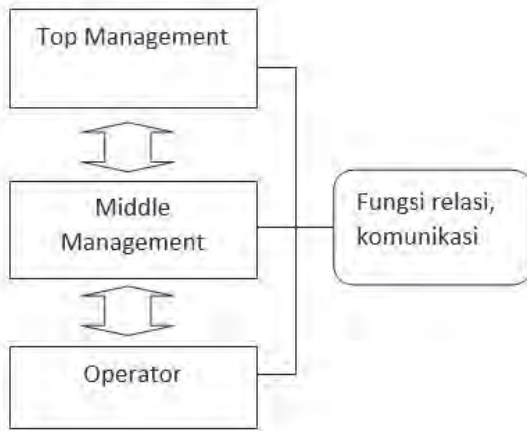 Top Management
Middle
Management
Fungsi relasi,
komunikasi
Operator